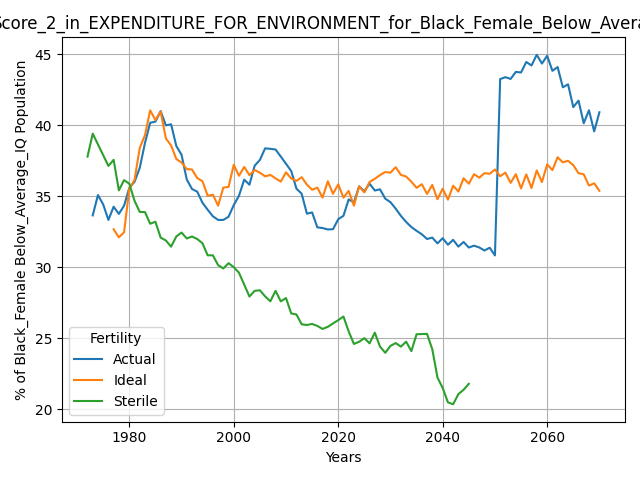 Score_2_in_EXPENDITURE_FOR_ENVIRONMENT_for_Black_Female_Below_Avera
% of Black_Female Below_Average_IQ Population
45
40
35
30
25
20
Fertility
Actual
Ideal
Sterile
1980
2000
2020
2040
2060
Years